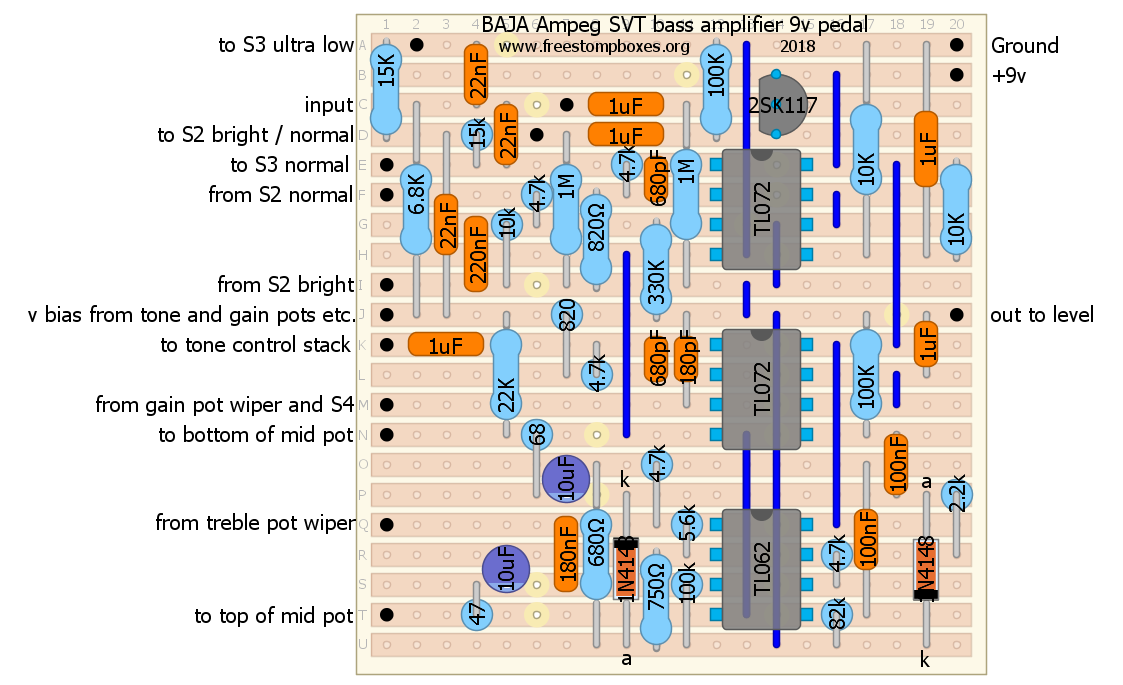 BAJA Ampeg SVT bass amplifier 9v pedal
www.freestompboxes.org 2018
1 2 3 4 5 6 7 8 9 13 17 18 19 20
A
B
C
D
E
F
G
H
I
J
K
L
M
N
O
P
Q
R
S
T
U
to S3 ultra low
input
to S2 bright / normal
to S3 normal
from S2 normal
from S2 bright
v bias from tone and gain pots etc.
to tone control stack
from gain pot wiper and S4
to bottom of mid pot
from treble pot wiper
to top of mid pot
Ground
+9v
out to level
15K
22nF
100K
2SK117
1uF
1uF
15k
22nF
4.7k
680pF
1M
10K
1uF
6.8K
22nF
220nF
10k
4.7k
1M
820Ω
330K
TL072
10K
820
1uF
4.7k
680pF
180pF
22K
TL072
100K
1uF
68
10uF
4.7k
100nF
2.2k
k
a
10uF
180nF
680Ω
1N4148
750Ω
5.6k
100k
TL062
4.7k
82k
100nF
1N4148
47
a
k